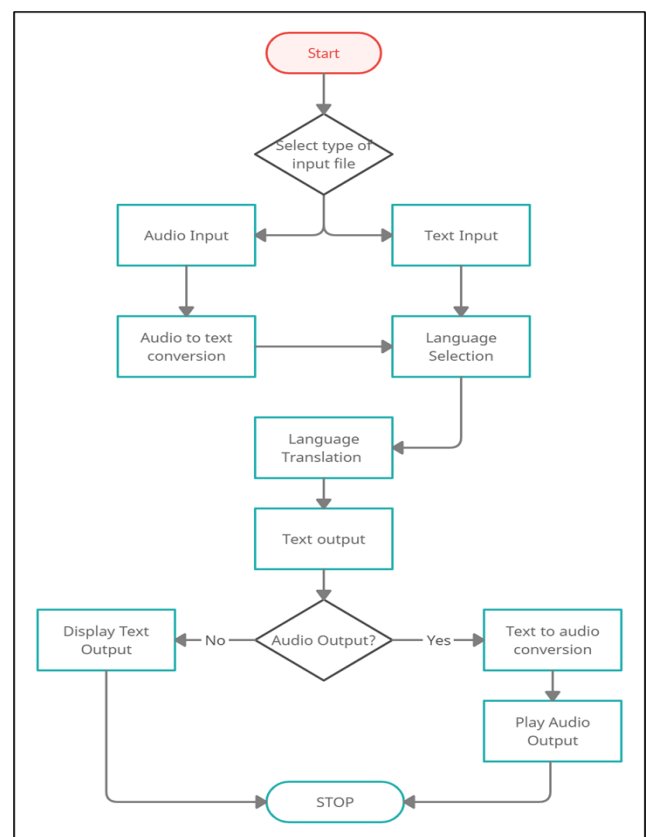 Start
Select type of
input file
Audio Input
Text Input
Audio to text
conversion
Language
Selection
Language
Translation
Text output
Display Text
Output
No
Audio Output?
Yes
Text to audio
conversion
Play Audio
Output
STOP